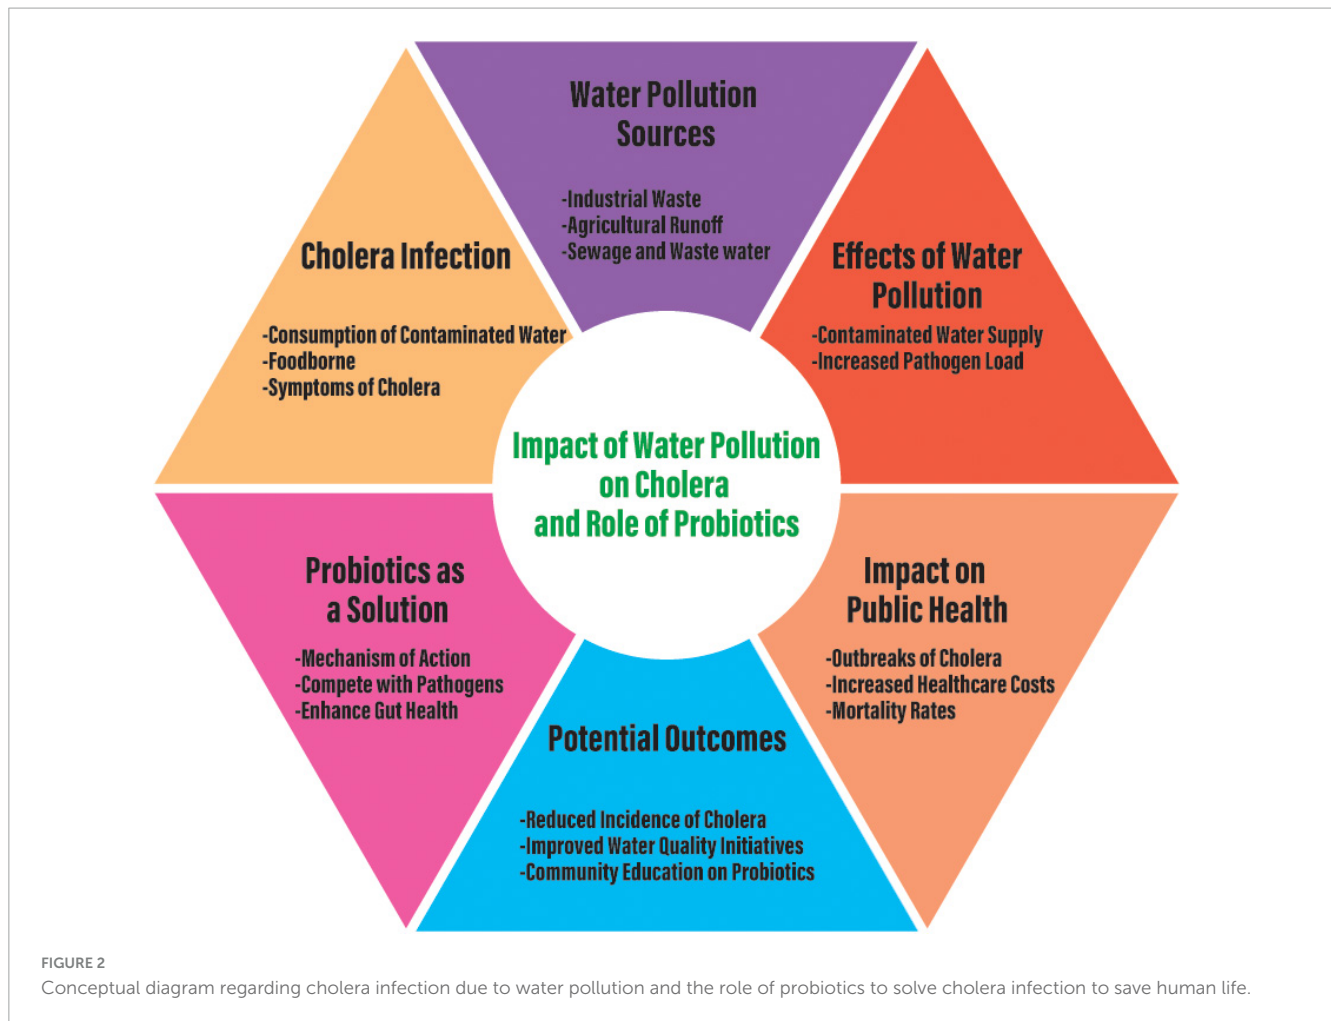 Water Pollution
Sources
-Industrial Waste
-Agricultural Runoff
-Sewage and Waste water
Effects of Water
Pollution
-Contaminated Water Supply
-Increased Pathogen Load
Impact on
Public Health
-Outbreaks of Cholera
-Increased Healthcare Costs
-Mortality Rates
Potential Outcomes
-Reduced Incidence of Cholera
-Improved Water Quality Initiatives
-Community Education on Probiotics
Probiotics as
a Solution
-Mechanism of Action
-Compete with Pathogens
-Enhance Gut Health
Cholera Infection
-Consumption of Contaminated Water
-Foodborne
-Symptoms of Cholera
Impact of Water Pollution
on Cholera
and Role of Probiotics
FIGURE 2
Conceptual diagram regarding cholera infection due to water pollution and the role of probiotics to solve cholera infection to save human life.